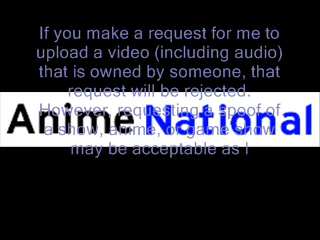 If you make a request for me to
upload a video (including audio)
that is owned by someone, that
request will be rejected.
However, requesting a spoof of
Anime National
a show, anime, or game show
may be acceptable as I